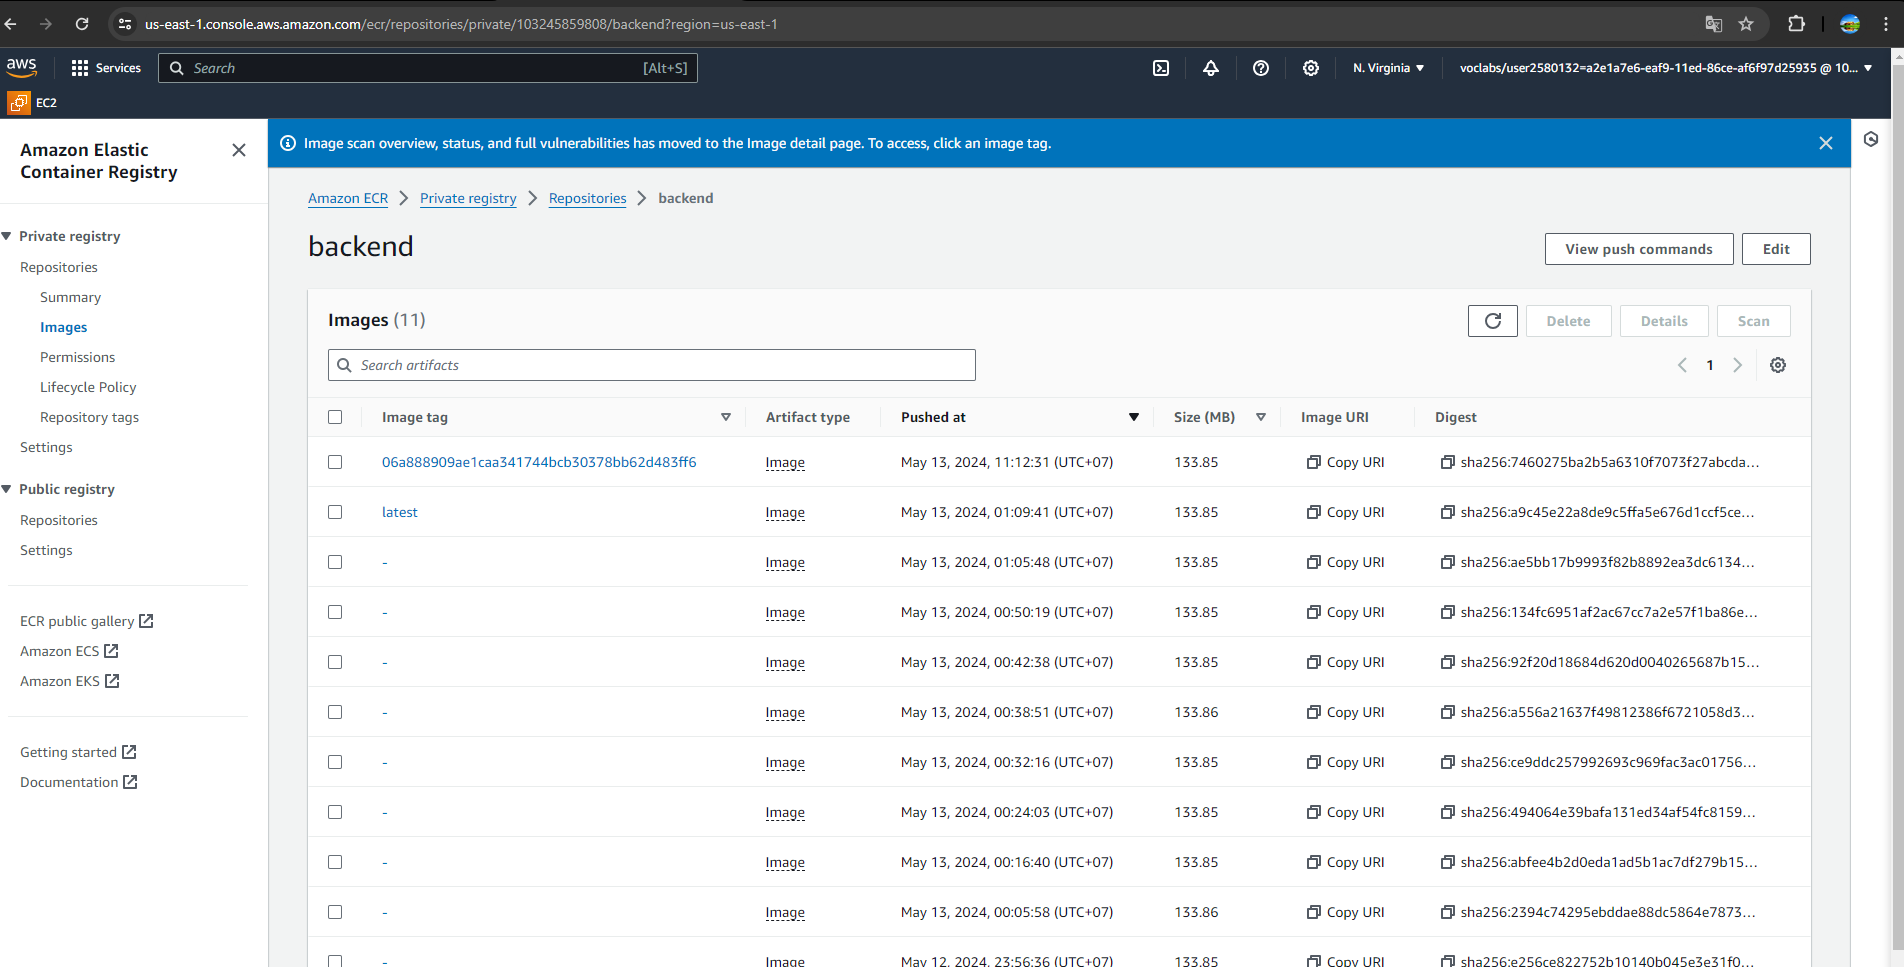 us-east-1.console.aws.amazon.com/ecr/repositories/private/103245859808/backend?region=us-east-1
aws
Services
Search
[Alt+S]
N. Virginia
voclabs/user2580132=a2e1a7e6-eaf9-11ed-86ce-af6f97d25935 @ 10...
EC2
Amazon Elastic
Container Registry
Private registry
Repositories
Summary
Images
Permissions
Lifecycle Policy
Repository tags
Settings
Public registry
Repositories
Settings
ECR public gallery
Amazon ECS
Amazon EKS
Getting started
Documentation
Image scan overview, status, and full vulnerabilities has moved to the Image detail page. To access, click an image tag.
Amazon ECR > Private registry > Repositories > backend
backend
View push commands
Edit
Images (11)
Delete
Details
Scan
Search artifacts
1
Image tag Artifact type Pushed at Size (MB) Image URI Digest
06a888909ae1caa341744bcb30378bb62d483ff6 Image May 13, 2024, 11:12:31 (UTC+07) 133.85 Copy URI sha256:7460275ba2b5a6310f7073f27abcda...
latest Image May 13, 2024, 01:09:41 (UTC+07) 133.85 Copy URI sha256:a9c45e22a8de9c5ffa5e676d1ccf5ce...
- Image May 13, 2024, 01:05:48 (UTC+07) 133.85 Copy URI sha256:ae5bb17b9993f82b8892ea3dc6134...
- Image May 13, 2024, 00:50:19 (UTC+07) 133.85 Copy URI sha256:134fc6951af2ac67cc7a2e57f1ba86e...
- Image May 13, 2024, 00:42:38 (UTC+07) 133.85 Copy URI sha256:92f20d18684d620d0040265687b15...
- Image May 13, 2024, 00:38:51 (UTC+07) 133.86 Copy URI sha256:a556a21637f49812386f6721058d3...
- Image May 13, 2024, 00:32:16 (UTC+07) 133.85 Copy URI sha256:ce9ddc257992693c969fac3ac01756...
- Image May 13, 2024, 00:24:03 (UTC+07) 133.85 Copy URI sha256:494064e39bafa131ed34af54fc8159...
- Image May 13, 2024, 00:16:40 (UTC+07) 133.85 Copy URI sha256:abfee4b2d0eda1ad5b1ac7df279b15...
- Image May 13, 2024, 00:05:58 (UTC+07) 133.86 Copy URI sha256:2394c74295ebddae88dc5864e7873...
- Image May 12, 2024, 23:56:36 (UTC+07) 133.85 Copy URI sha256:e256ce822752b10140b045e3e31f0...